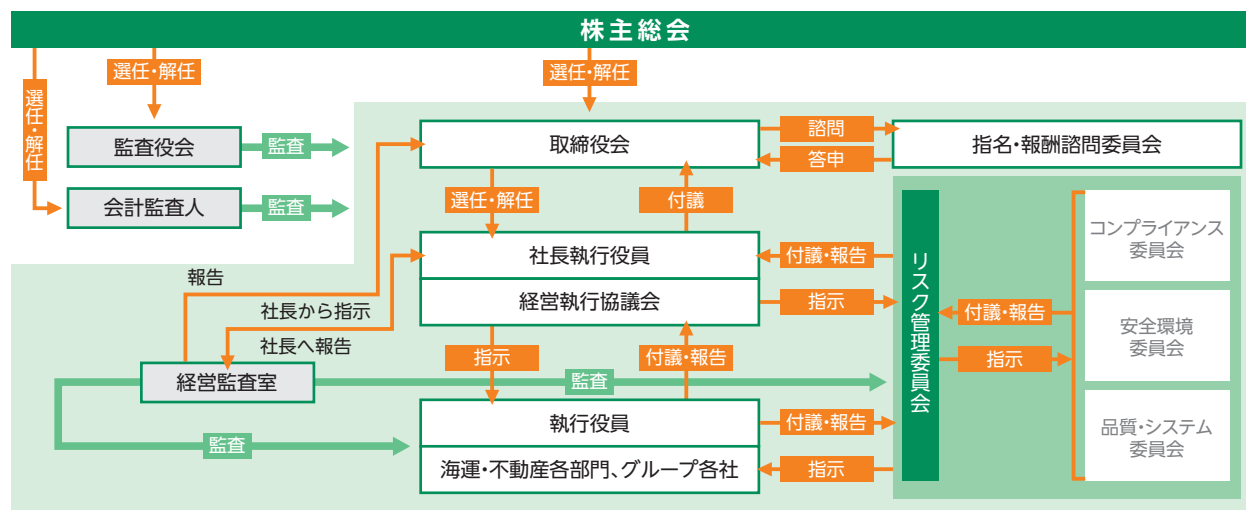 株主総会
選任・解任
選任・解任
選任・解任
監査役会
監査
会計監査人
監査
取締役会
諮問
答申
指名・報酬諮問委員会
選任・解任
付議
社長執行役員
経営執行協議会
付議・報告
指示
報告
社長から指示
社長へ報告
経営監査室
監査
監査
指示
付議・報告
執行役員
海運・不動産各部門、グループ各社
付議・報告
指示
リスク管理委員会
付議・報告
指示
コンプライアンス
委員会
安全環境
委員会
品質・システム
委員会